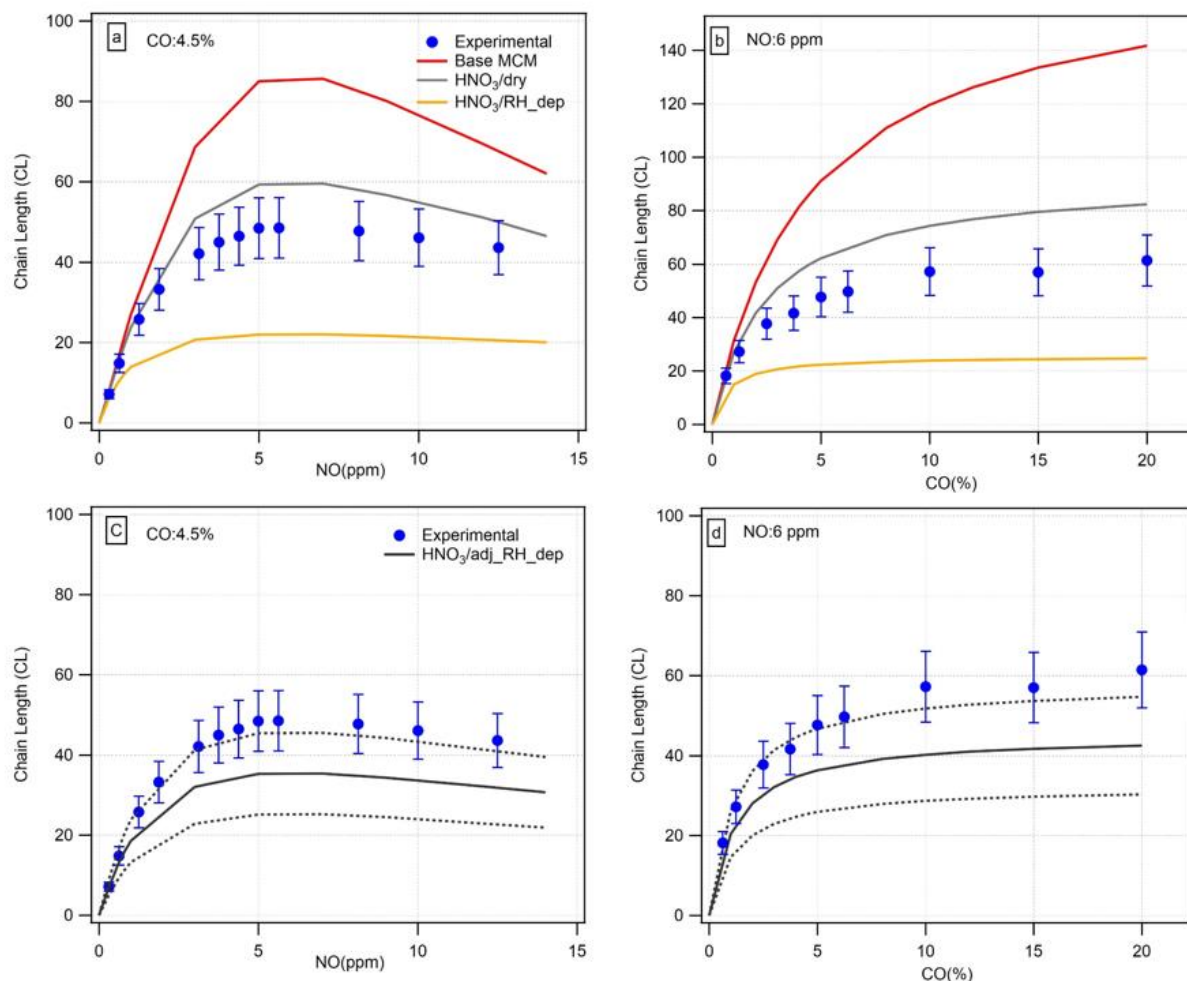 a
CO:4.5%
Experimental
Base MCM
HNO3/dry
HNO3/RH_dep
100
80
60
40
20
0
Chain Length (CL)
0
5
10
15
NO(ppm)
b
NO:6 ppm
140
120
100
80
60
40
20
0
Chain Length (CL)
0
5
10
15
20
CO(%)
C
CO:4.5%
Experimental
HNO3/adj_RH_dep
100
80
60
40
20
0
Chain Length (CL)
0
5
10
15
NO(ppm)
d
NO:6 ppm
100
80
60
40
20
0
Chain Length (CL)
0
5
10
15
20
CO(%)